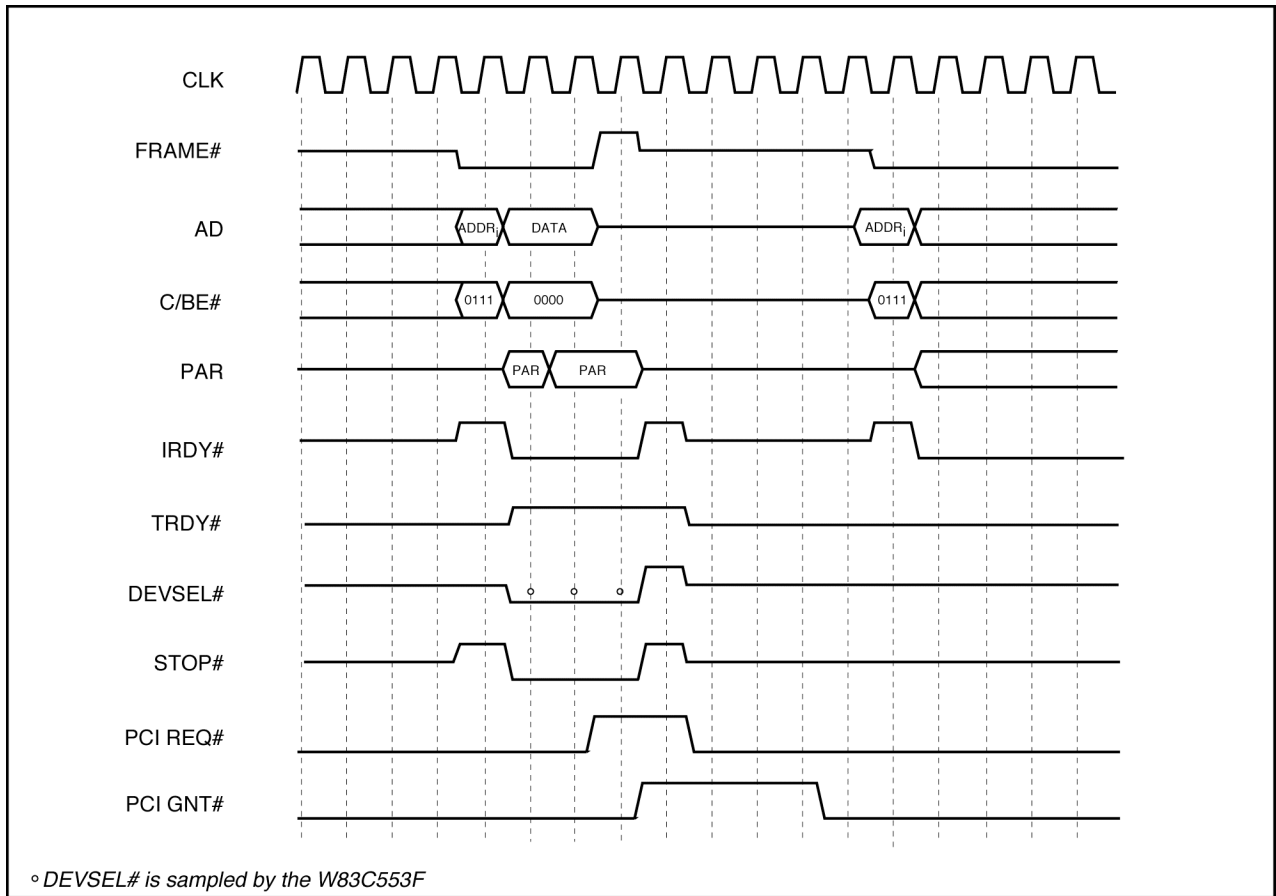 CLK
FRAME#
AD
ADDRi
DATA
ADDRi
C/BE#
0111
0000
0111
PAR
PAR
PAR
IRDY#
TRDY#
DEVSEL#
STOP#
PCI REQ#
PCI GNT#
° DEVSEL# is sampled by the W83C553F